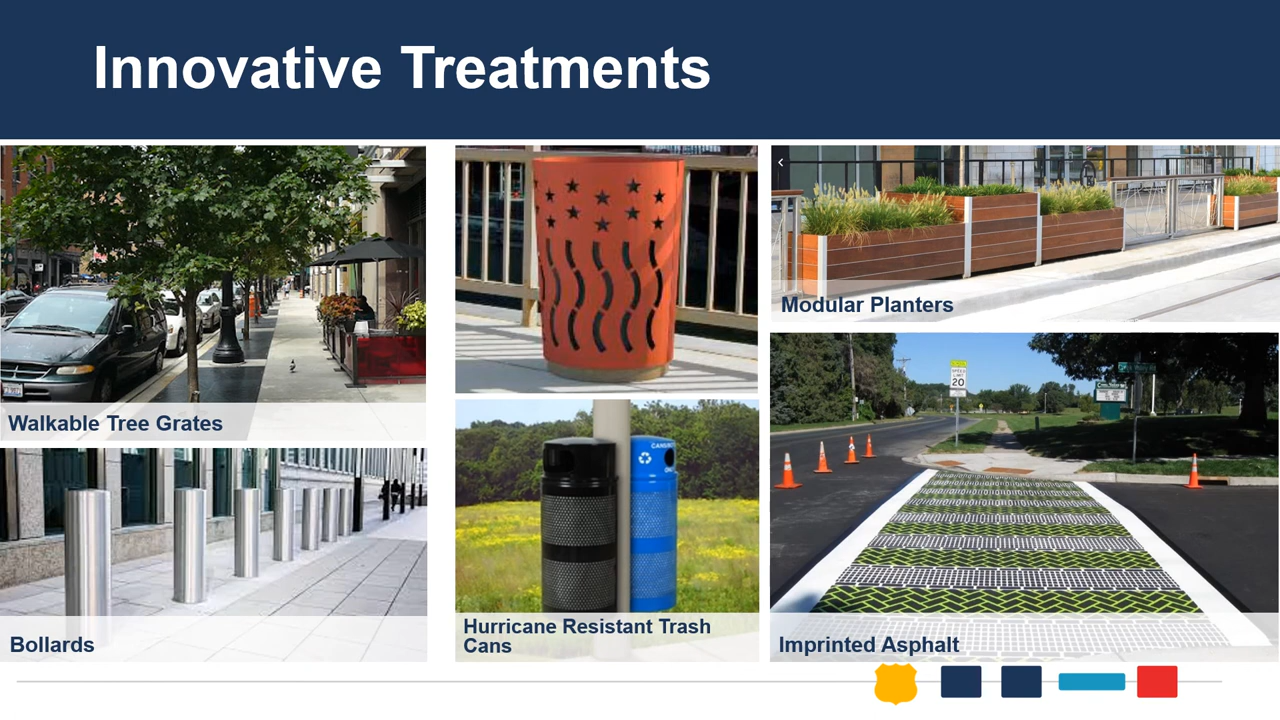 Innovative Treatments
Walkable Tree Grates
Bollards
Hurricane Resistant Trash
Cans
Modular Planters
SPEED
LIMIT
20
Imprinted Asphalt